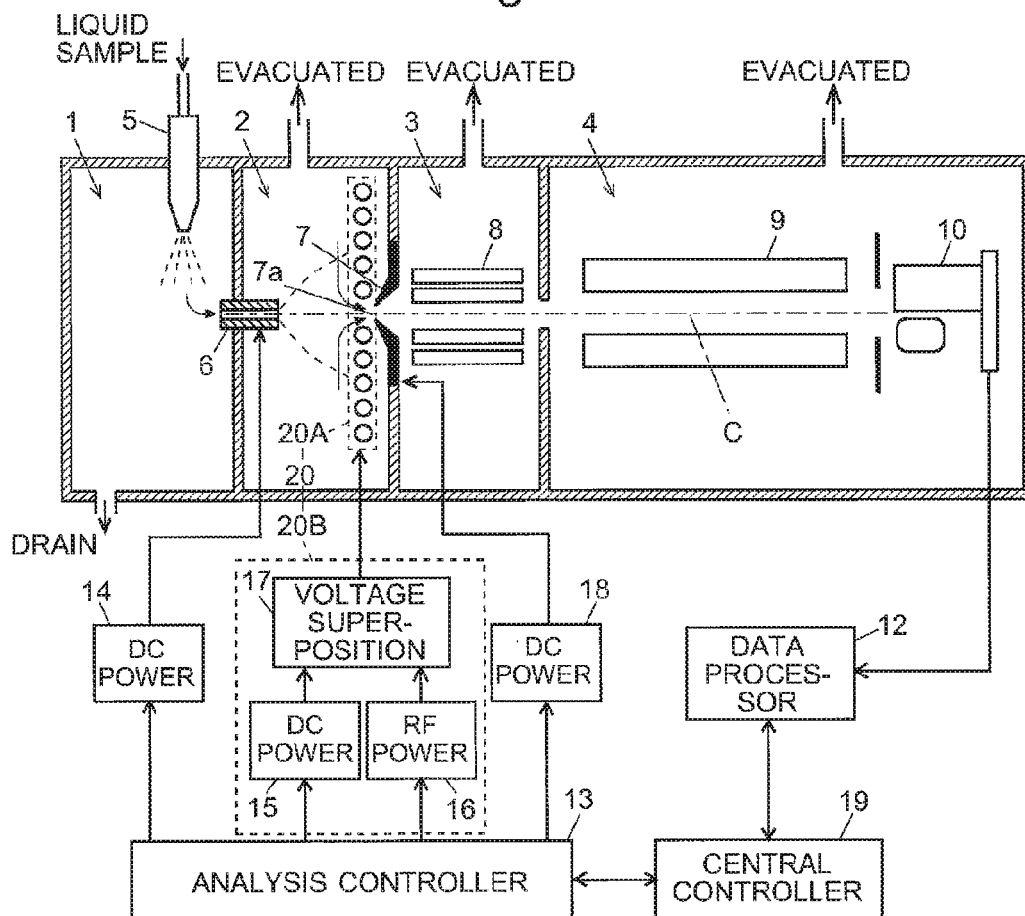 LIQUID
SAMPLE
EVACUATED
EVACUATED
EVACUATED
1
5
2
3
4
7
7a
8
9
10
6
C
20A
20
20B
DRAIN
14
DC
POWER
17
VOLTAGE
SUPER-
POSITION
18
DC
POWER
12
DATA
PROCES-
SOR
DC
POWER
RF
POWER
15
16
13
19
ANALYSIS CONTROLLER
CENTRAL
CONTROLLER